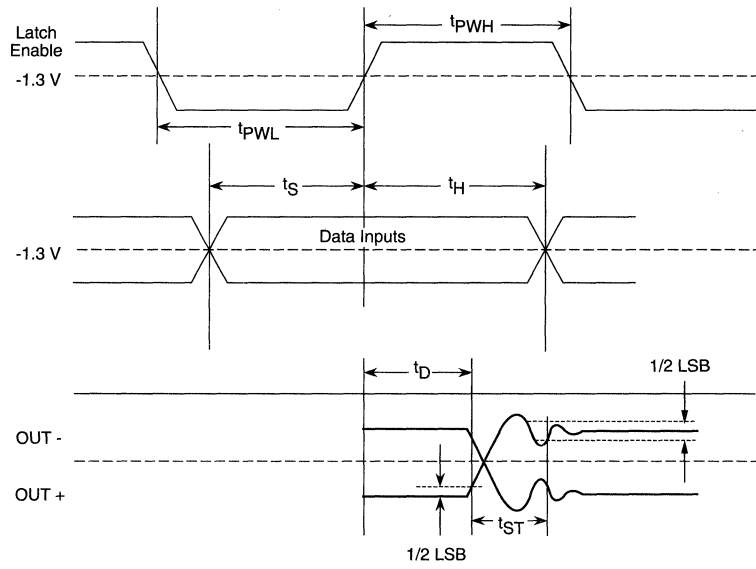 Latch
Enable
tPWH
-1.3 V
tPWL
tS
tH
Data Inputs
-1.3 V
tD
1/2 LSB
OUT -
OUT +
tST
1/2 LSB